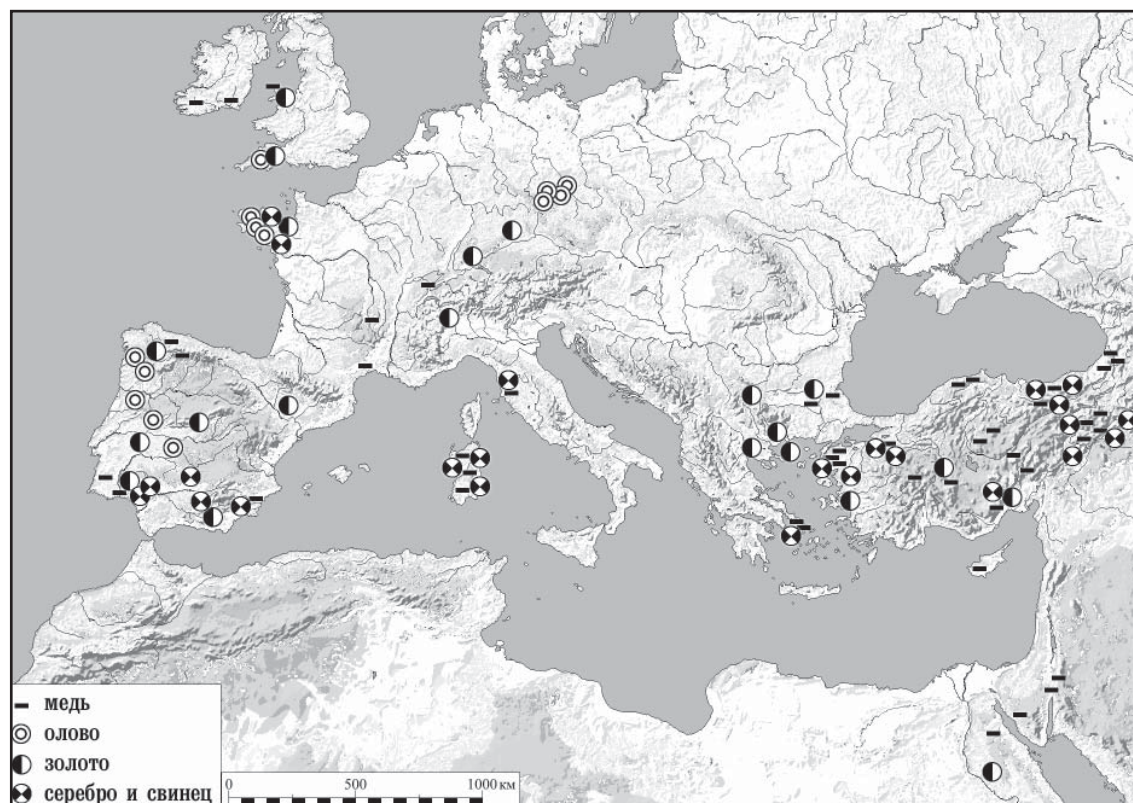 медь
олово
золото
серебро и свинец
0 500 1000 км